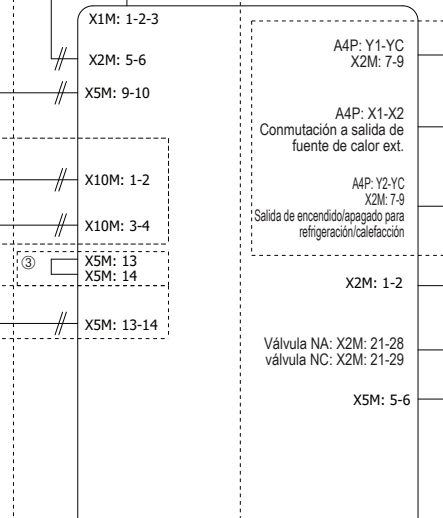 X1M: 1-2-3
X2M: 5-6
X5M: 9-10
X10M: 1-2
X10M: 3-4
③
X5M: 13
X5M: 14
X5M: 13-14
A4P: Y1-YC
X2M: 7-9
A4P: X1-X2
Conmutación a salida de
fuente de calor ext.
A4P: Y2-YC
X2M: 7-9
Salida de encendido/apagado para
refrigeración/calefacción
X2M: 1-2
Válvula NA: X2M: 21-28
válvula NC: X2M: 21-29
X5M: 5-6